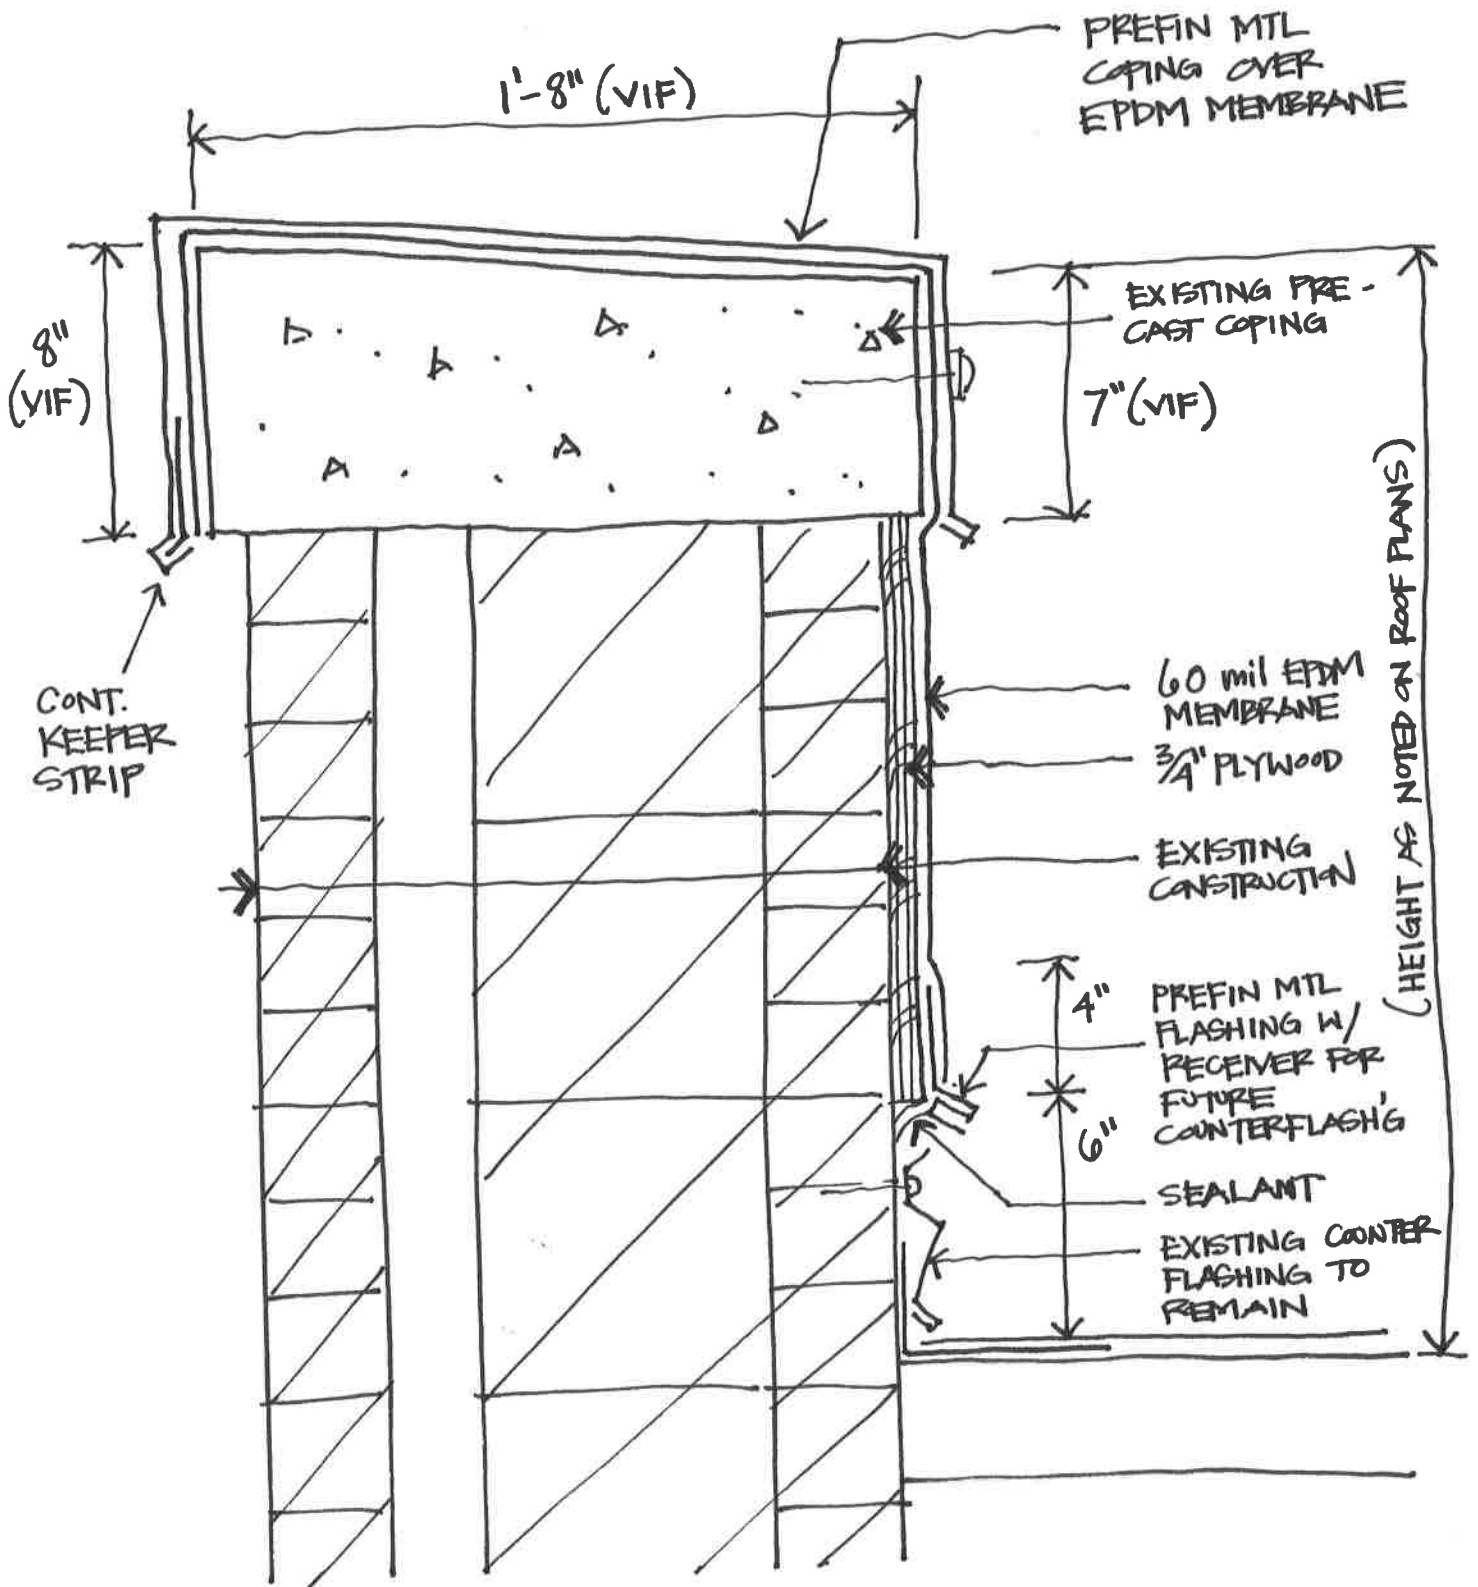 PREFIN MTL
COPING OVER
EPDM MEMBRANE
1'-8" (VIF)
8"
(VIF)
EXISTING PRE-
CAST COPING
7" (VIF)
(HEIGHT AS NOTED ON ROOF PLANS)
CONT.
KEEPER
STRIP
60 mil EPDM
MEMBRANE
3/4" PLYWOOD
EXISTING
CONSTRUCTION
4"
PREFIN MTL
FLASHING W/
RECEIVER FOR
FUTURE
COUNTERFLASH'G
6"
SEALANT
EXISTING COUNTER
FLASHING TO
REMAIN